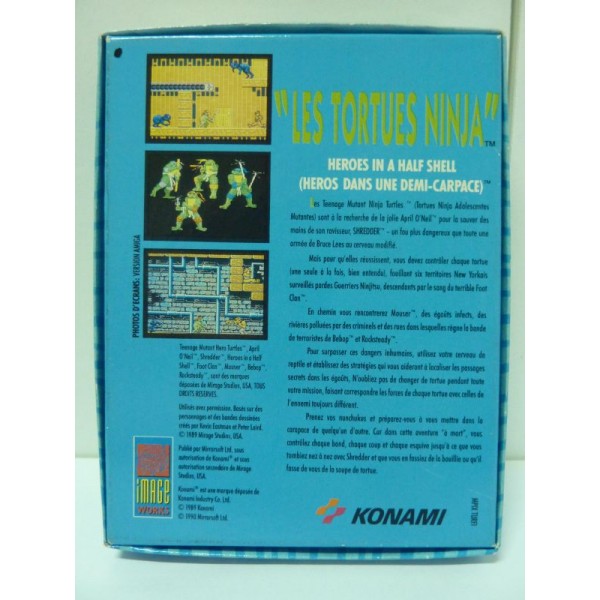 "LES TORTUES NINJA"™
HEROES IN A HALF SHELL
(HEROS DANS UNE DEMI-CARPACE)™
Les Teenage Mutant Ninja Turtles™ (Tortues Ninja Adolescentes
Mutantes) sont à la recherche de la jolie April O'Neil™ pour la sauver des
mains de son ravisseur, SHREDDER™ - un fou plus dangereux que toute une
armée de Bruce Lees au cerveau modifié.
Mais pour qu'elles réussissent, vous devez contrôler chaque tortue
(une seule à la fois, bien entendu), fouillant six territoires New Yorkais
surveillés par des Guerriers Ninjitsu, descendants par le sang du terrible Foot
Clan™.
En chemin vous rencontrerez Mouser™, des égoûts infects, des
rivières polluées par des criminels et des rues dans lesquelles règne la bande
de terroristes de Bebop™ et Rocksteady™.
Pour surpasser ces dangers inhumains, utilisez votre cerveau de
reptile et établissez des stratégies qui vous aideront à localiser les passages
secrets dans les égoûts. N'oubliez pas de changer de tortue pendant toute
votre mission, faisant correspondre les forces de chaque tortue avec celles de
l'ennemi toujours différent.
Prenez vos nunchukus et préparez-vous à vous mettre dans la
carapace de quelqu'un d'autre. Car dans cette aventure "à mort", vous
contrôlez chaque bond, chaque coup et chaque esquive jusqu'à ce que vous
tombiez nez à nez avec Shredder et que vous en fassiez de la bouillie ou qu'il
fasse de vous de la soupe de tortue.
PHOTOS D'ECRANS: VERSION AMIGA
Teenage Mutant Hero Turtles™, April
O'Neil™, Shredder™, Heroes in a Half
Shell™, Foot Clan™, Mouser™, Bebop™,
Rocksteady™, sont des marques
déposées de Mirage Studios, USA, TOUS
DROITS RESERVES.
Utilisés avec permission. Basés sur des
personnages et des bandes dessinées
créés par Kevin Eastman et Peter Laird.
© 1989 Mirage Studios, USA.
Publié par Mirrorsoft Ltd. sous
autorisation de Konami® et sous
autorisation secondaire de Mirage
Studios, USA.
Konami® est une marque déposée de
Konami Industry Co. Ltd.
© 1989 Konami
© 1990 Mirrorsoft Ltd.
imAGE
WORKS
KONAMI